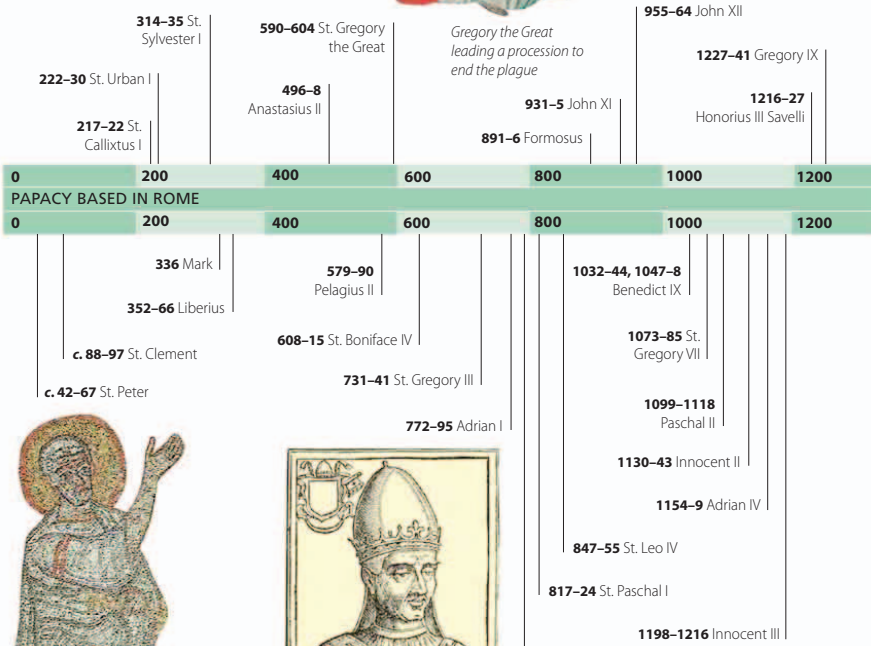 955–64 John XII
314–35 St.
Sylvester I
590–604 St. Gregory
the Great
Gregory the Great
leading a procession to
end the plague
1227–41 Gregory IX
222–30 St. Urban I
496–8
Anastasius II
931–5 John XI
1216–27
Honorius III Savelli
217–22 St.
Callixtus I
891–6 Formosus
0 200 400 600 800 1000 1200
PAPACY BASED IN ROME
0 200 400 600 800 1000 1200
336 Mark
579–90
Pelagius II
1032–44, 1047–8
Benedict IX
352–66 Liberius
608–15 St. Boniface IV
1073–85 St.
Gregory VII
c. 88–97 St. Clement
731–41 St. Gregory III
c. 42–67 St. Peter
1099–1118
Paschal II
772–95 Adrian I
1130–43 Innocent II
1154–9 Adrian IV
847–55 St. Leo IV
817–24 St. Paschal I
1198–1216 Innocent III